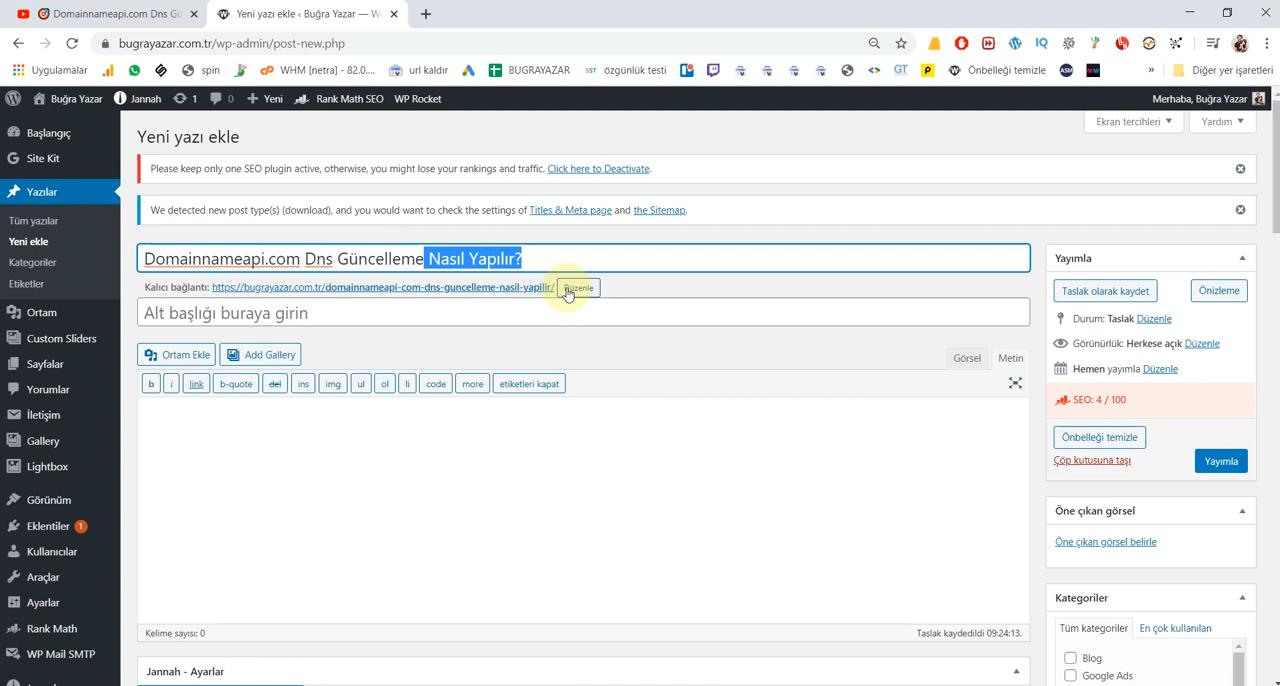 Domainnameapi.com Dns G
Yeni yazı ekle ‹ Buğra Yazar — W
bugrayazar.com.tr/wp-admin/post-new.php
Uygulamalar
spin
WHM [netra] - 82.0....
url kaldır
BUGRAYAZAR
SST özgünlük testi
GT
Önbelleği temizle
ASM
»
Diğer yer işaretleri
Buğra Yazar
Jannah
1
0
Yeni
Rank Math SEO
WP Rocket
Merhaba, Buğra Yazar
Başlangıç
Site Kit
Yazılar
Tüm yazılar
Yeni ekle
Kategoriler
Etiketler
Ortam
Custom Sliders
Sayfalar
Yorumlar
İletişim
Gallery
Lightbox
Görünüm
Eklentiler 1
Kullanıcılar
Araçlar
Ayarlar
Rank Math
WP Mail SMTP
Ekran tercihleri ▼
Yardım ▼
Yeni yazı ekle
Please keep only one SEO plugin active, otherwise, you might lose your rankings and traffic. Click here to Deactivate.
We detected new post type(s) (download), and you would want to check the settings of Titles & Meta page and the Sitemap.
Domainnameapi.com Dns Güncelleme Nasıl Yapılır?
Kalıcı bağlantı: https://bugrayazar.com.tr/domainnameapi-com-dns-guncelleme-nasil-yapilir/ Düzenle
Alt başlığı buraya girin
Ortam Ekle
Add Gallery
Görsel
Metin
b i link b-quote del ins img ul ol li code more etiketleri kapat
Kelime sayısı: 0
Taslak kaydedildi 09:24:13.
Jannah - Ayarlar
Yayımla
Taslak olarak kaydet
Önizleme
Durum: Taslak Düzenle
Görünürlük: Herkese açık Düzenle
Hemen yayımla Düzenle
SEO: 4 / 100
Önbelleği temizle
Çöp kutusuna taşı
Yayımla
Öne çıkan görsel
Öne çıkan görsel belirle
Kategoriler
Tüm kategoriler
En çok kullanılan
Blog
Google Ads